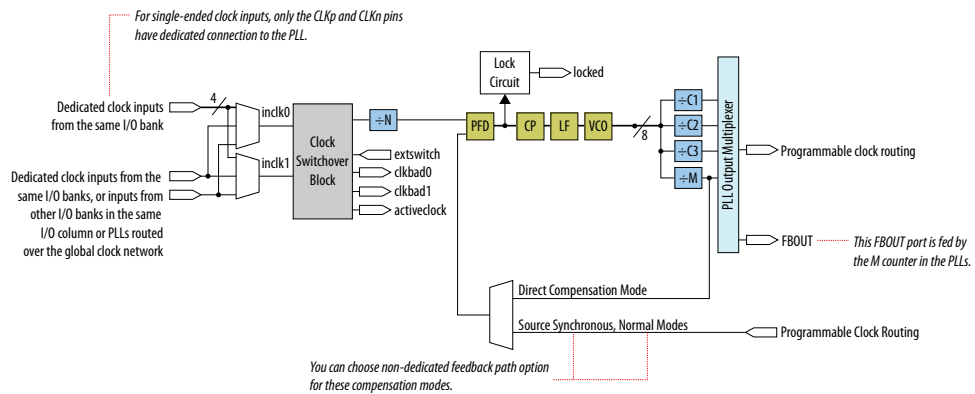 For single-ended clock inputs, only the CLKp and CLKn pins
have dedicated connection to the PLL.
Lock
Circuit
locked
4
Dedicated clock inputs
from the same I/O bank
inclk0
÷N
PFD
CP
LF
VCO
8
÷C1
÷C2
÷C3
÷M
PLL Output Multiplexer
Programmable clock routing
Clock
Switchover
Block
inclk1
extswitch
clkbad0
clkbad1
activeclock
Dedicated clock inputs from the
same I/O banks, or inputs from
other I/O banks in the same
I/O column or PLLs routed
over the global clock network
FBOUT
This FBOUT port is fed by
the M counter in the PLLs.
Direct Compensation Mode
Source Synchronous, Normal Modes
Programmable Clock Routing
You can choose non-dedicated feedback path option
for these compensation modes.